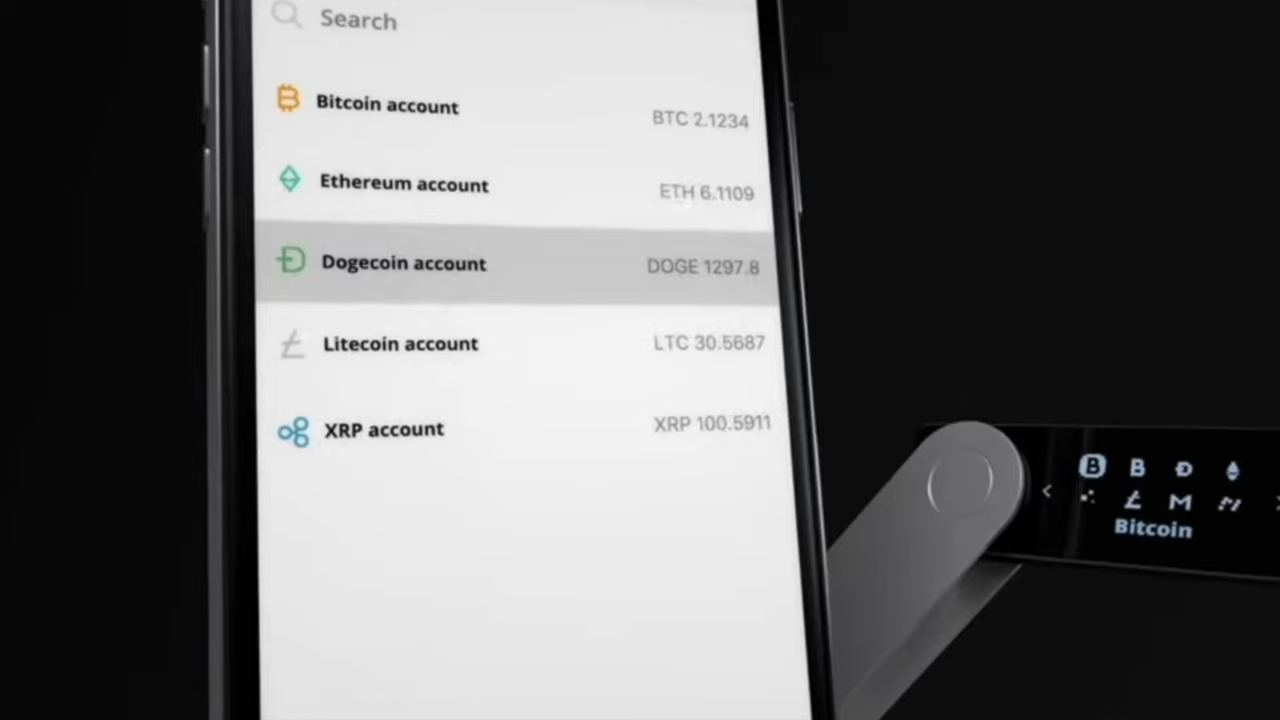 Search
Bitcoin account
BTC 2.1234
Ethereum account
ETH 6.1109
Dogecoin account
DOGE 1297.8
Litecoin account
LTC 30.5687
XRP account
XRP 100.5911
Bitcoin